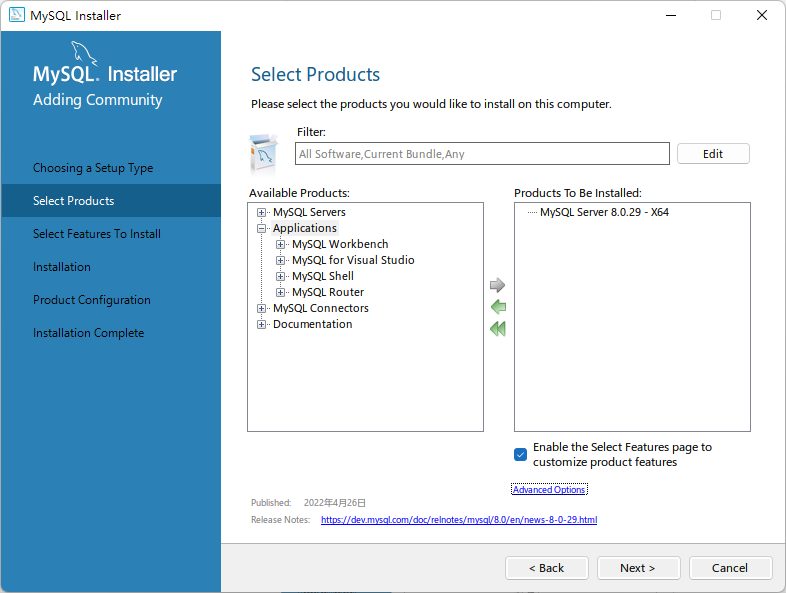 MySQL Installer
MySQL. Installer
Adding Community
Choosing a Setup Type
Select Products
Select Features To Install
Installation
Product Configuration
Installation Complete
Select Products
Please select the products you would like to install on this computer.
Filter:
All Software,Current Bundle,Any
Edit
Available Products:
MySQL Servers
Applications
MySQL Workbench
MySQL for Visual Studio
MySQL Shell
MySQL Router
MySQL Connectors
Documentation
Products To Be Installed:
MySQL Server 8.0.29 - X64
Enable the Select Features page to
customize product features
Advanced Options
Published: 2022年4月26日
Release Notes: https://dev.mysql.com/doc/relnotes/mysql/8.0/en/news-8-0-29.html
< Back
Next >
Cancel